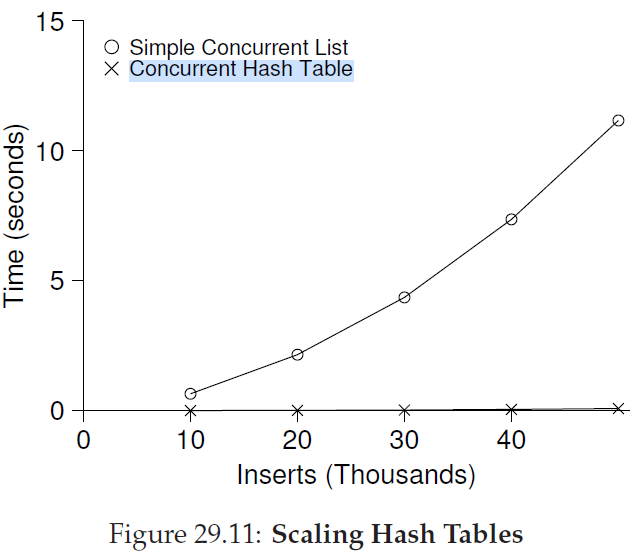 15
Simple Concurrent List
Concurrent Hash Table
10
Time (seconds)
5
0
0 10 20 30 40
Inserts (Thousands)
Figure 29.11: Scaling Hash Tables